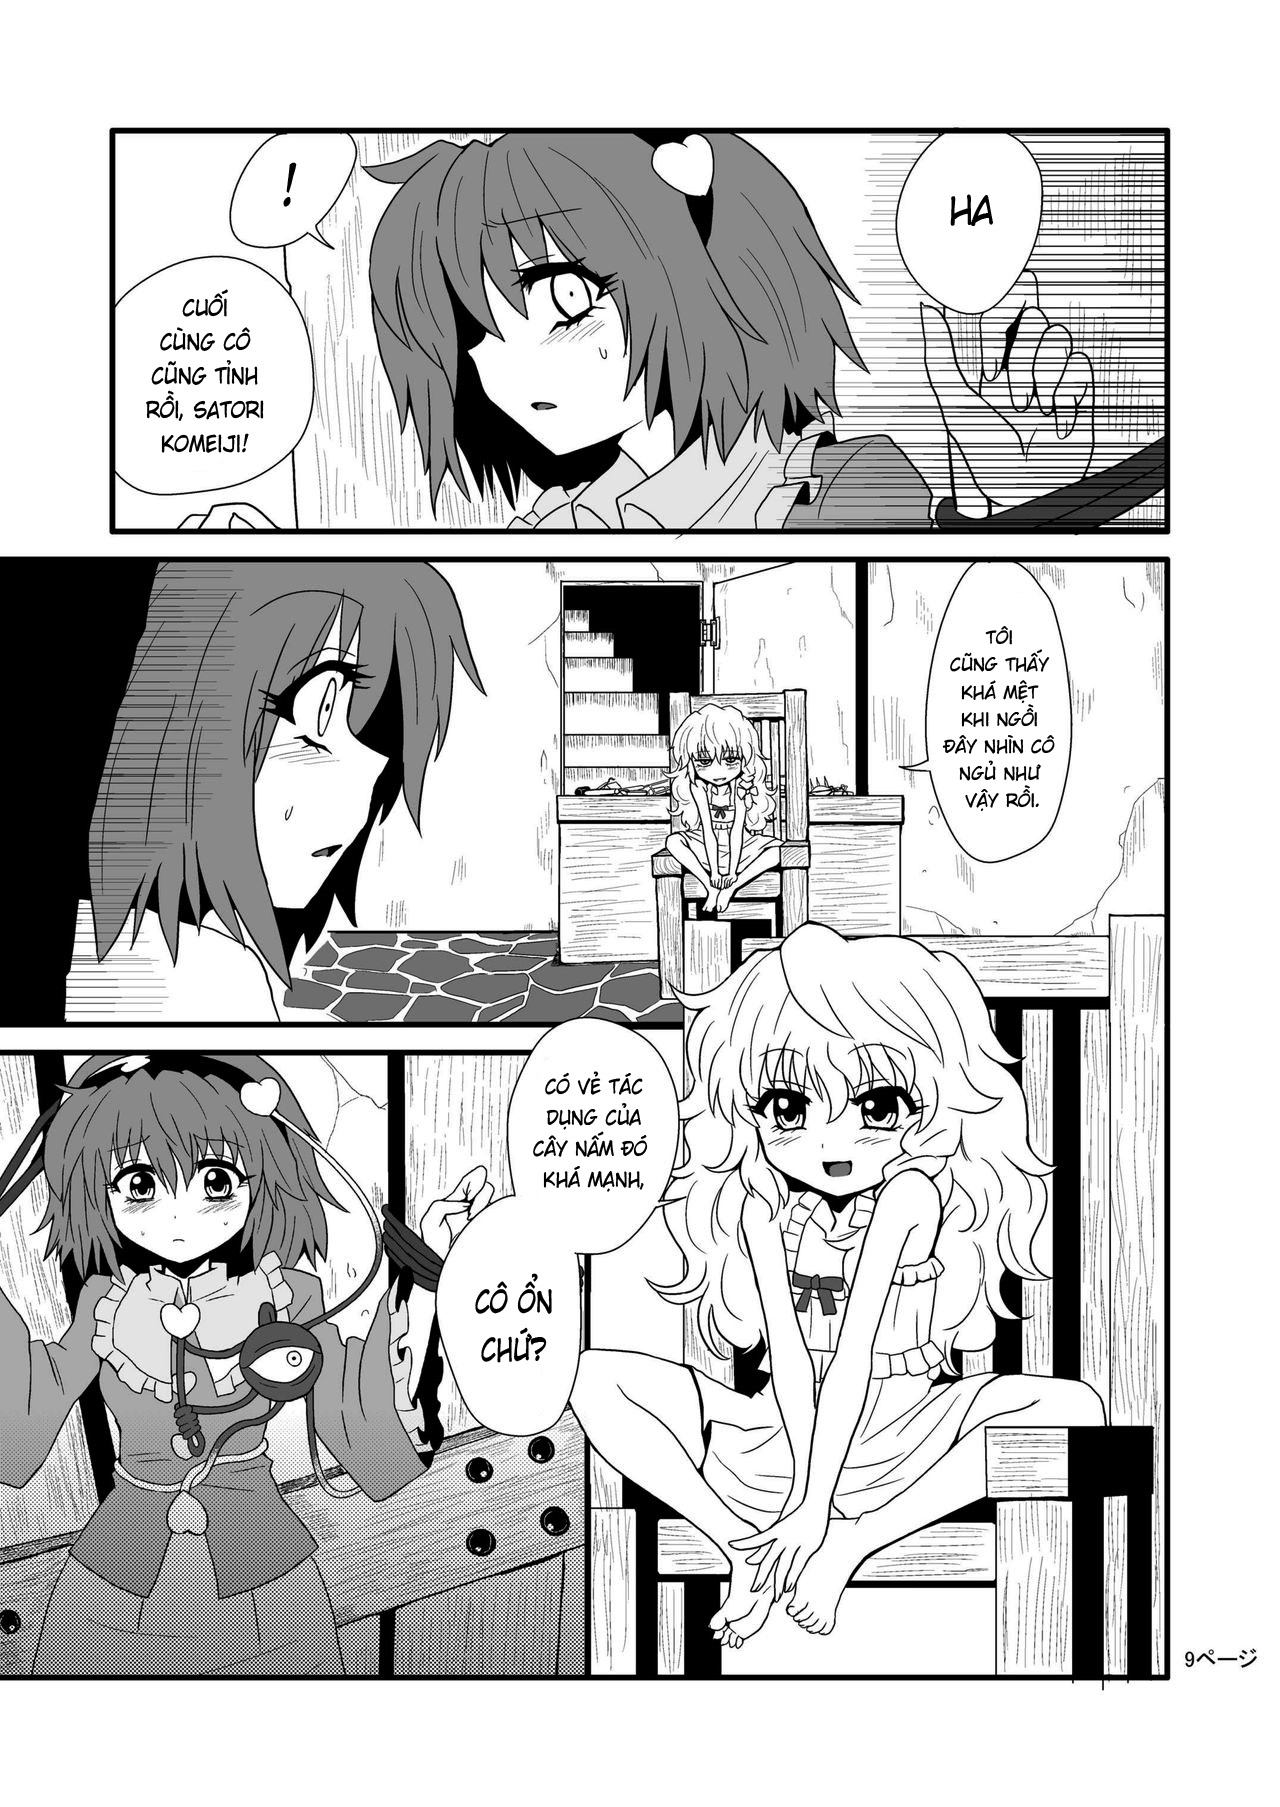 HA
!
CUỐI
CÙNG CÔ
CŨNG TỈNH
RỒI, SATORI
KOMEIJI!
TÔI
CŨNG THẤY
KHÁ MỆT
KHI NGỒI
ĐÂY NHÌN CÔ
NGỦ NHƯ
VẬY RỒI.
CÓ VẺ TÁC
DỤNG CỦA
CÂY NẤM ĐÓ
KHÁ MẠNH,
CÔ ỔN
CHỨ?
9ページ